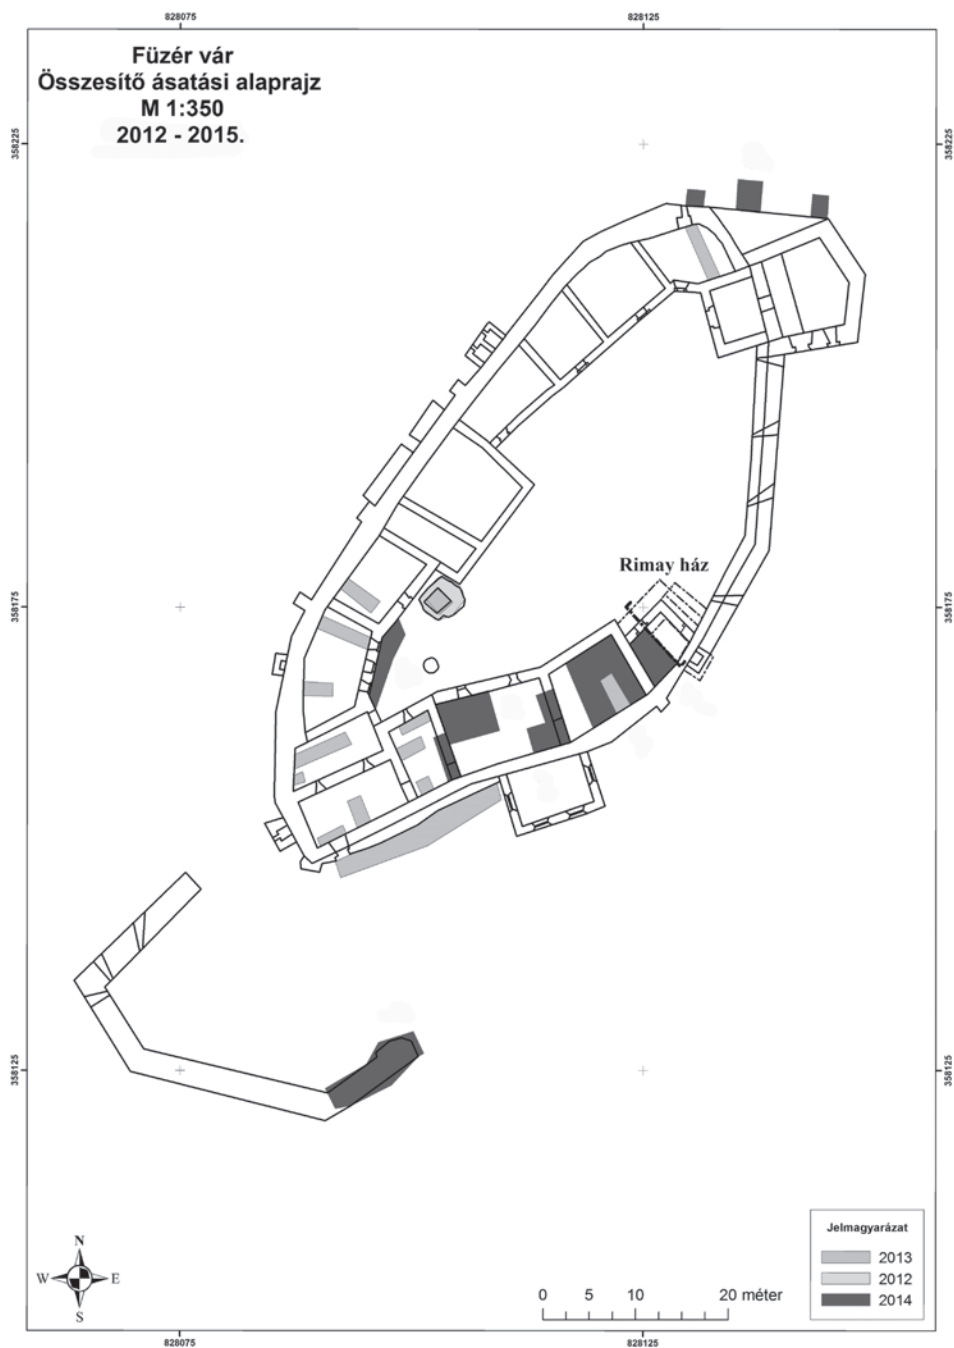 828075
828125
Füzér vár
Összesítő ásatási alaprajz
M 1:350
2012 - 2015.
358225
358225
Rimay ház
358175
358175
358125
358125
Jelmagyarázat
2013
2012
2014
N
W
E
S
0 5 10 20 méter
828075
828125